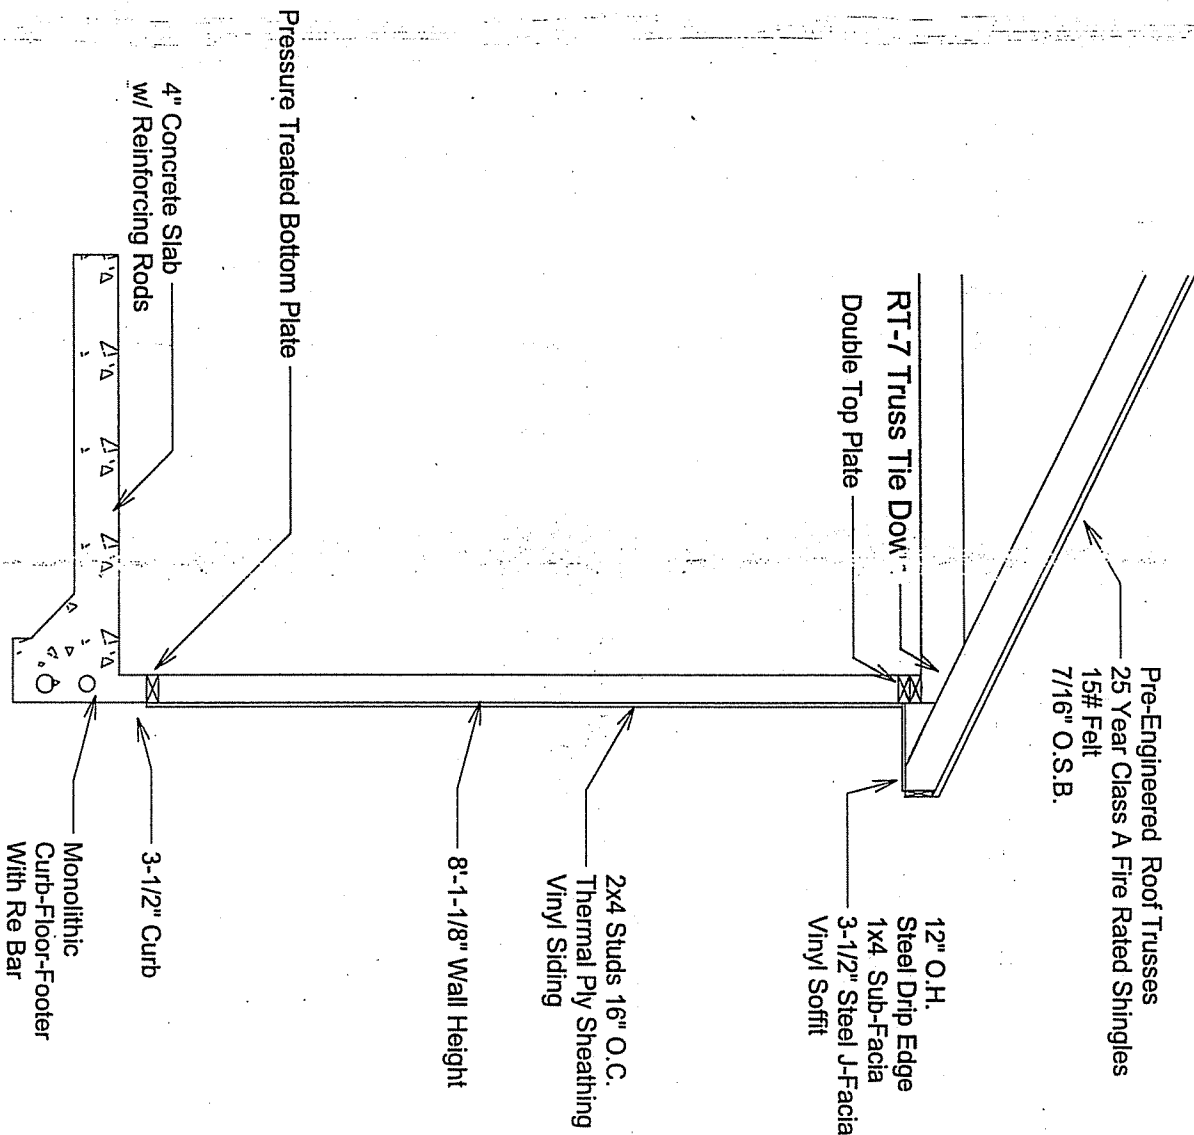 Pre-Engineered Roof Trusses
25 Year Class A Fire Rated Shingles
15# Felt
7/16" O.S.B.
RT-7 Truss Tie Down
Double Top Plate
12" O.H.
Steel Drip Edge
1x4 Sub-Facia
3-1/2" Steel J-Facia
Vinyl Soffit
2x4 Studs 16" O.C.
Thermal Ply Sheathing
Vinyl Siding
8'-1-1/8" Wall Height
Pressure Treated Bottom Plate
4" Concrete Slab
w/ Reinforcing Rods
3-1/2" Curb
Monolithic
Curb-Floor-Footer
With Re Bar